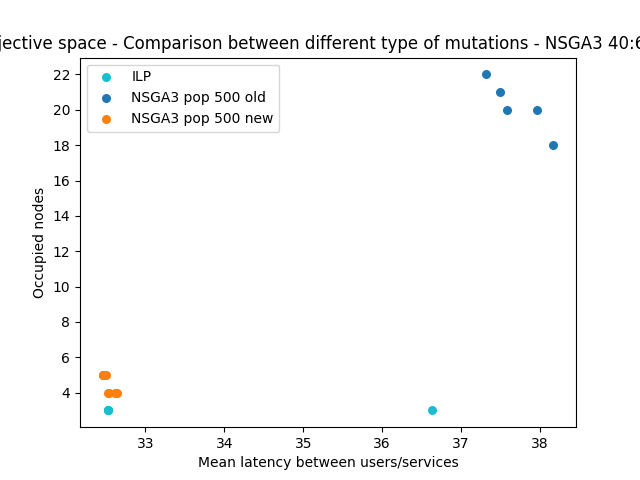 jective space - Comparison between different type of mutations - NSGA3 40:6
ILP
NSGA3 pop 500 old
NSGA3 pop 500 new
22
20
18
16
14
12
10
8
6
4
Occupied nodes
33 34 35 36 37 38
Mean latency between users/services